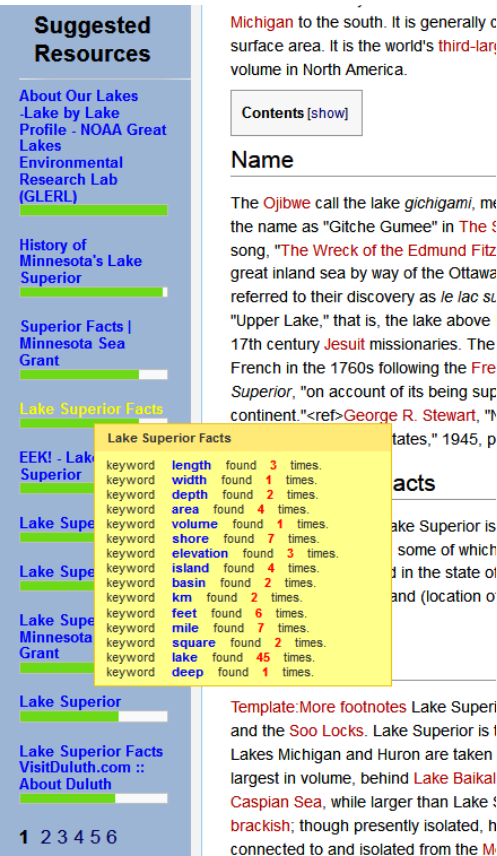 Suggested
Resources
About Our Lakes
-Lake by Lake
Profile - NOAA Great
Lakes
Environmental
Research Lab
(GLERL)
History of
Minnesota's Lake
Superior
Superior Facts |
Minnesota Sea
Grant
Lake Superior Facts
EEK! - Lake
Superior
Lake Supe
Lake Supe
Lake Supe
Minnesota
Grant
Lake Superior
Lake Superior Facts
VisitDuluth.com ::
About Duluth
1 2 3 4 5 6
Lake Superior Facts
keyword length found 3 times.
keyword width found 1 times.
keyword depth found 2 times.
keyword area found 4 times.
keyword volume found 1 times.
keyword shore found 7 times.
keyword elevation found 3 times.
keyword island found 4 times.
keyword basin found 2 times.
keyword km found 2 times.
keyword feet found 6 times.
keyword mile found 7 times.
keyword square found 2 times.
keyword lake found 45 times.
keyword deep found 1 times.
Michigan to the south. It is generally
surface area. It is the world's third-lar
volume in North America.
Contents [show]
Name
The Ojibwe call the lake gichigami, me
the name as "Gitche Gumee" in The S
song, "The Wreck of the Edmund Fitz
great inland sea by way of the Ottawa
referred to their discovery as le lac su
"Upper Lake," that is, the lake above
17th century Jesuit missionaries. The
French in the 1760s following the Fre
Superior, "on account of its being sup
continent."<ref>George R. Stewart, "N
tates," 1945, p
acts
ake Superior is
some of which
in the state of
and (location of
Template:More footnotes Lake Superi
and the Soo Locks. Lake Superior is t
Lakes Michigan and Huron are taken
largest in volume, behind Lake Baikal
Caspian Sea, while larger than Lake S
brackish; though presently isolated, h
connected to and isolated from the Me